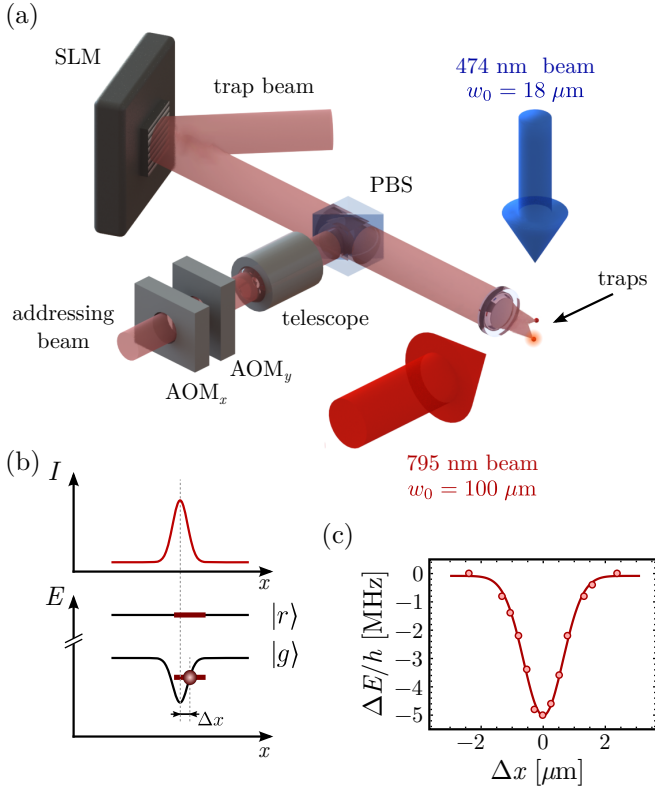 (a)
SLM
trap beam
474 nm beam
w₀ = 18 μm
PBS
traps
addressing
beam
telescope
AOMₓ
AOM_y
795 nm beam
w₀ = 100 μm
(b)
I
x
E
|r⟩
|g⟩
Δx
x
(c)
ΔE/h [MHz]
0
−1
−2
−3
−4
−5
−2
0
2
Δx [μm]